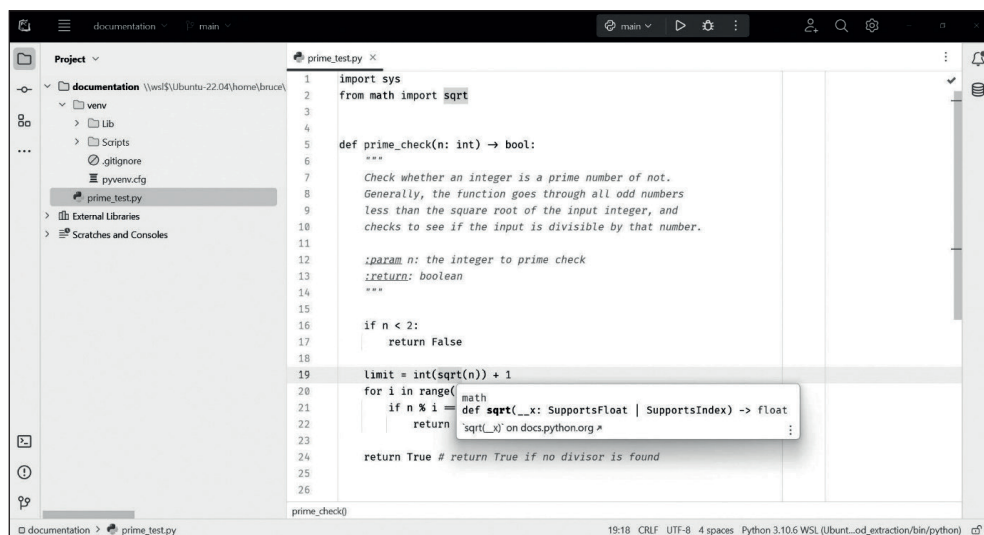 documentation
main
main
Project
documentation \\wsl$\Ubuntu-22.04\home\bruce\
venv
Lib
Scripts
.gitignore
pyvenv.cfg
prime_test.py
External Libraries
Scratches and Consoles
prime_test.py
1 import sys
2 from math import sqrt
3
4
5 def prime_check(n: int) → bool:
6 """
7 Check whether an integer is a prime number of not.
8 Generally, the function goes through all odd numbers
9 less than the square root of the input integer, and
10 checks to see if the input is divisible by that number.
11
12 :param n: the integer to prime check
13 :return: boolean
14 """
15
16 if n < 2:
17 return False
18
19 limit = int(sqrt(n)) + 1
20 for i in range(
21 if n % i ==
22 return
23
24 return True # return True if no divisor is found
25
26
math
def sqrt(__x: SupportsFloat | SupportsIndex) -> float
`sqrt(__x)` on docs.python.org ↗
prime_check()
documentation > prime_test.py
19:18 CRLF UTF-8 4 spaces Python 3.10.6 WSL (Ubunt...od_extraction/bin/python)